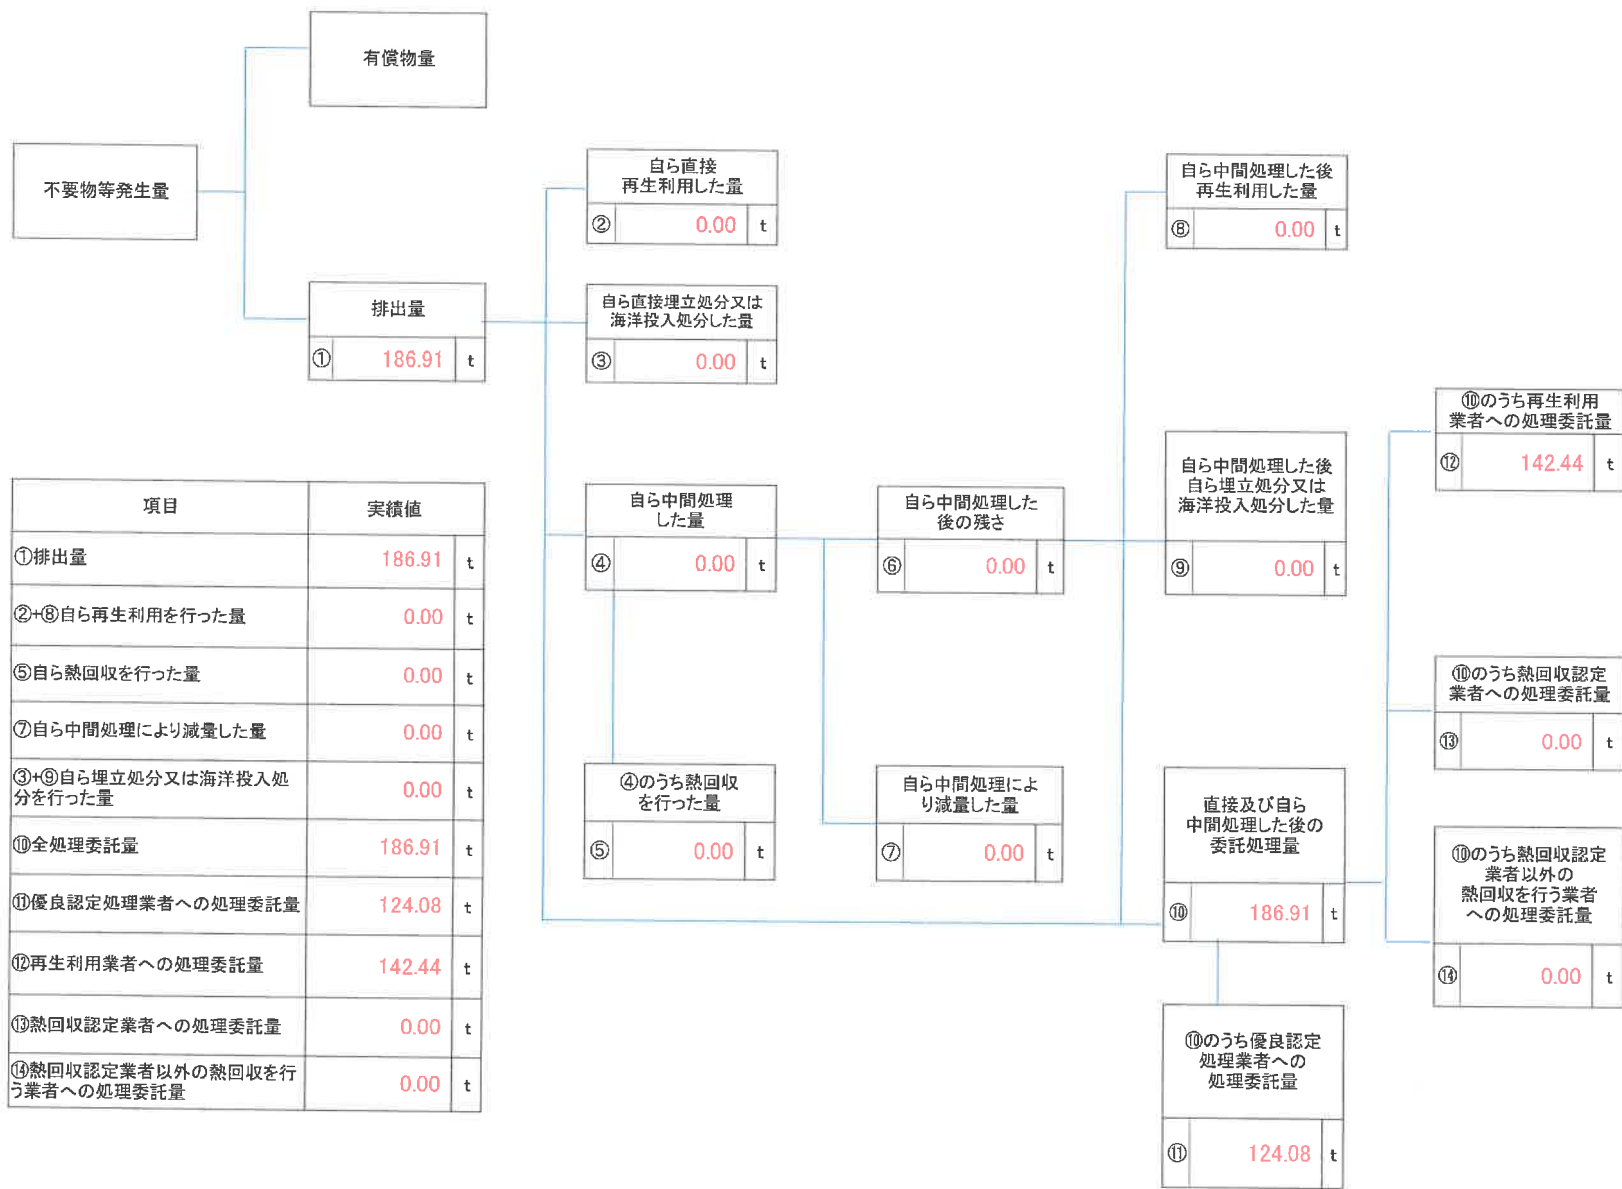 有償物量
不要物等発生量
排出量
① 186.91 t
自ら直接
再生利用した量
② 0.00 t
自ら直接埋立処分又は
海洋投入処分した量
③ 0.00 t
自ら中間処理
した量
④ 0.00 t
④のうち熱回収
を行った量
⑤ 0.00 t
自ら中間処理した
後の残さ
⑥ 0.00 t
自ら中間処理によ
り減量した量
⑦ 0.00 t
自ら中間処理した後
再生利用した量
⑧ 0.00 t
自ら中間処理した後
自ら埋立処分又は
海洋投入処分した量
⑨ 0.00 t
直接及び自ら
中間処理した後の
委託処理量
⑩ 186.91 t
⑩のうち優良認定
処理業者への
処理委託量
⑪ 124.08 t
⑩のうち再生利用
業者への処理委託量
⑫ 142.44 t
⑩のうち熱回収認定
業者への処理委託量
⑬ 0.00 t
⑩のうち熱回収認定
業者以外の
熱回収を行う業者
への処理委託量
⑭ 0.00 t
項目 実績値
①排出量 186.91 t
②+⑧自ら再生利用を行った量 0.00 t
⑤自ら熱回収を行った量 0.00 t
⑦自ら中間処理により減量した量 0.00 t
③+⑨自ら埋立処分又は海洋投入処
分を行った量 0.00 t
⑩全処理委託量 186.91 t
⑪優良認定処理業者への処理委託量 124.08 t
⑫再生利用業者への処理委託量 142.44 t
⑬熱回収認定業者への処理委託量 0.00 t
⑭熱回収認定業者以外の熱回収を行
う業者への処理委託量 0.00 t